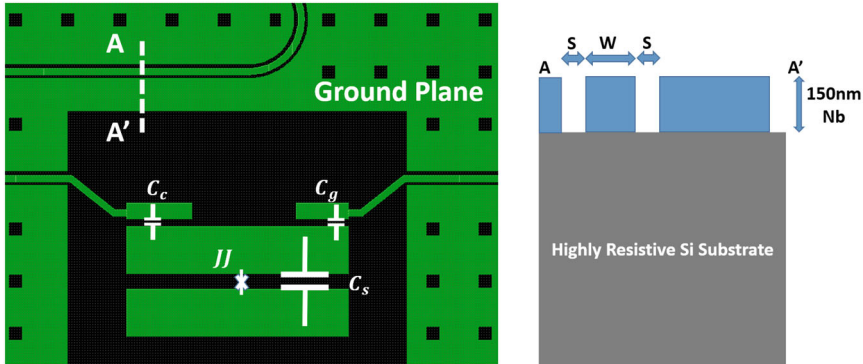 A
A’
Ground Plane
C_c
C_g
JJ
C_s
S W S
A A’
150nm
Nb
Highly Resistive Si Substrate